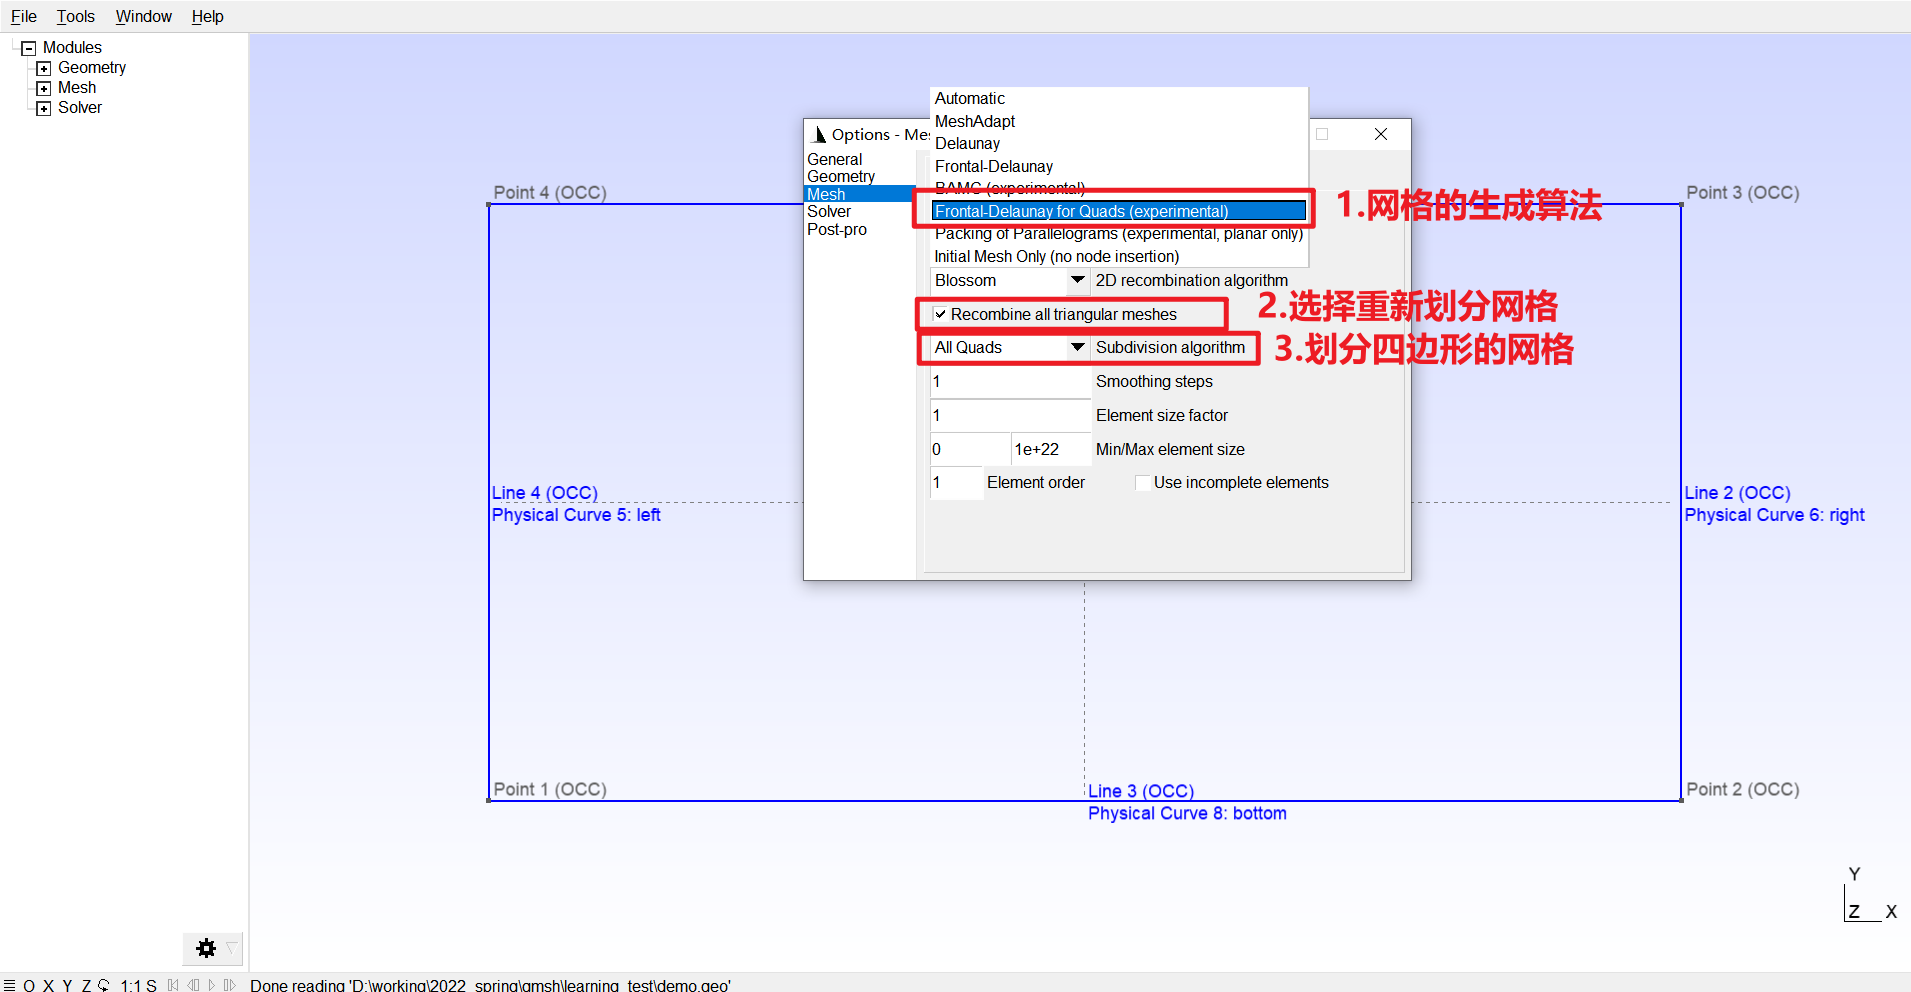 File Tools Window Help
Modules
Geometry
Mesh
Solver
Automatic
MeshAdapt
Delaunay
Frontal-Delaunay
BAMG (experimental)
Frontal-Delaunay for Quads (experimental)
Packing of Parallelograms (experimental, planar only)
Initial Mesh Only (no node insertion)
Options - Mes
General
Geometry
Mesh
Solver
Post-pro
1.网格的生成算法
Blossom 2D recombination algorithm
Recombine all triangular meshes
2.选择重新划分网格
All Quads Subdivision algorithm
3.划分四边形的网格
1 Smoothing steps
1 Element size factor
0 1e+22 Min/Max element size
1 Element order Use incomplete elements
Point 4 (OCC)
Point 3 (OCC)
Line 4 (OCC)
Physical Curve 5: left
Line 2 (OCC)
Physical Curve 6: right
Point 1 (OCC)
Line 3 (OCC)
Physical Curve 8: bottom
Point 2 (OCC)
Y
Z X
O X Y Z 1:1 S Done reading 'D:\working\2022_spring\gmsh\learning_test\demo.geo'